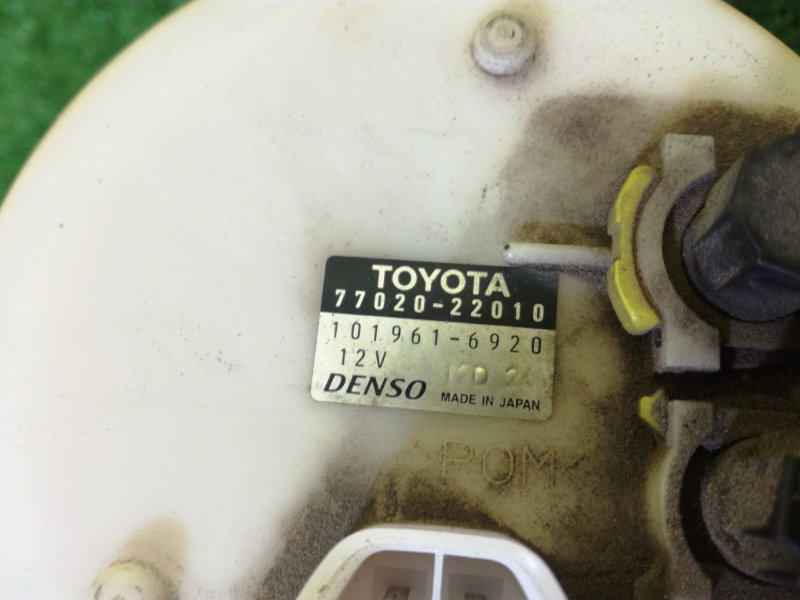 TOYOTA
77020-22010
101961-6920
12V
DENSO MADE IN JAPAN
>POM<